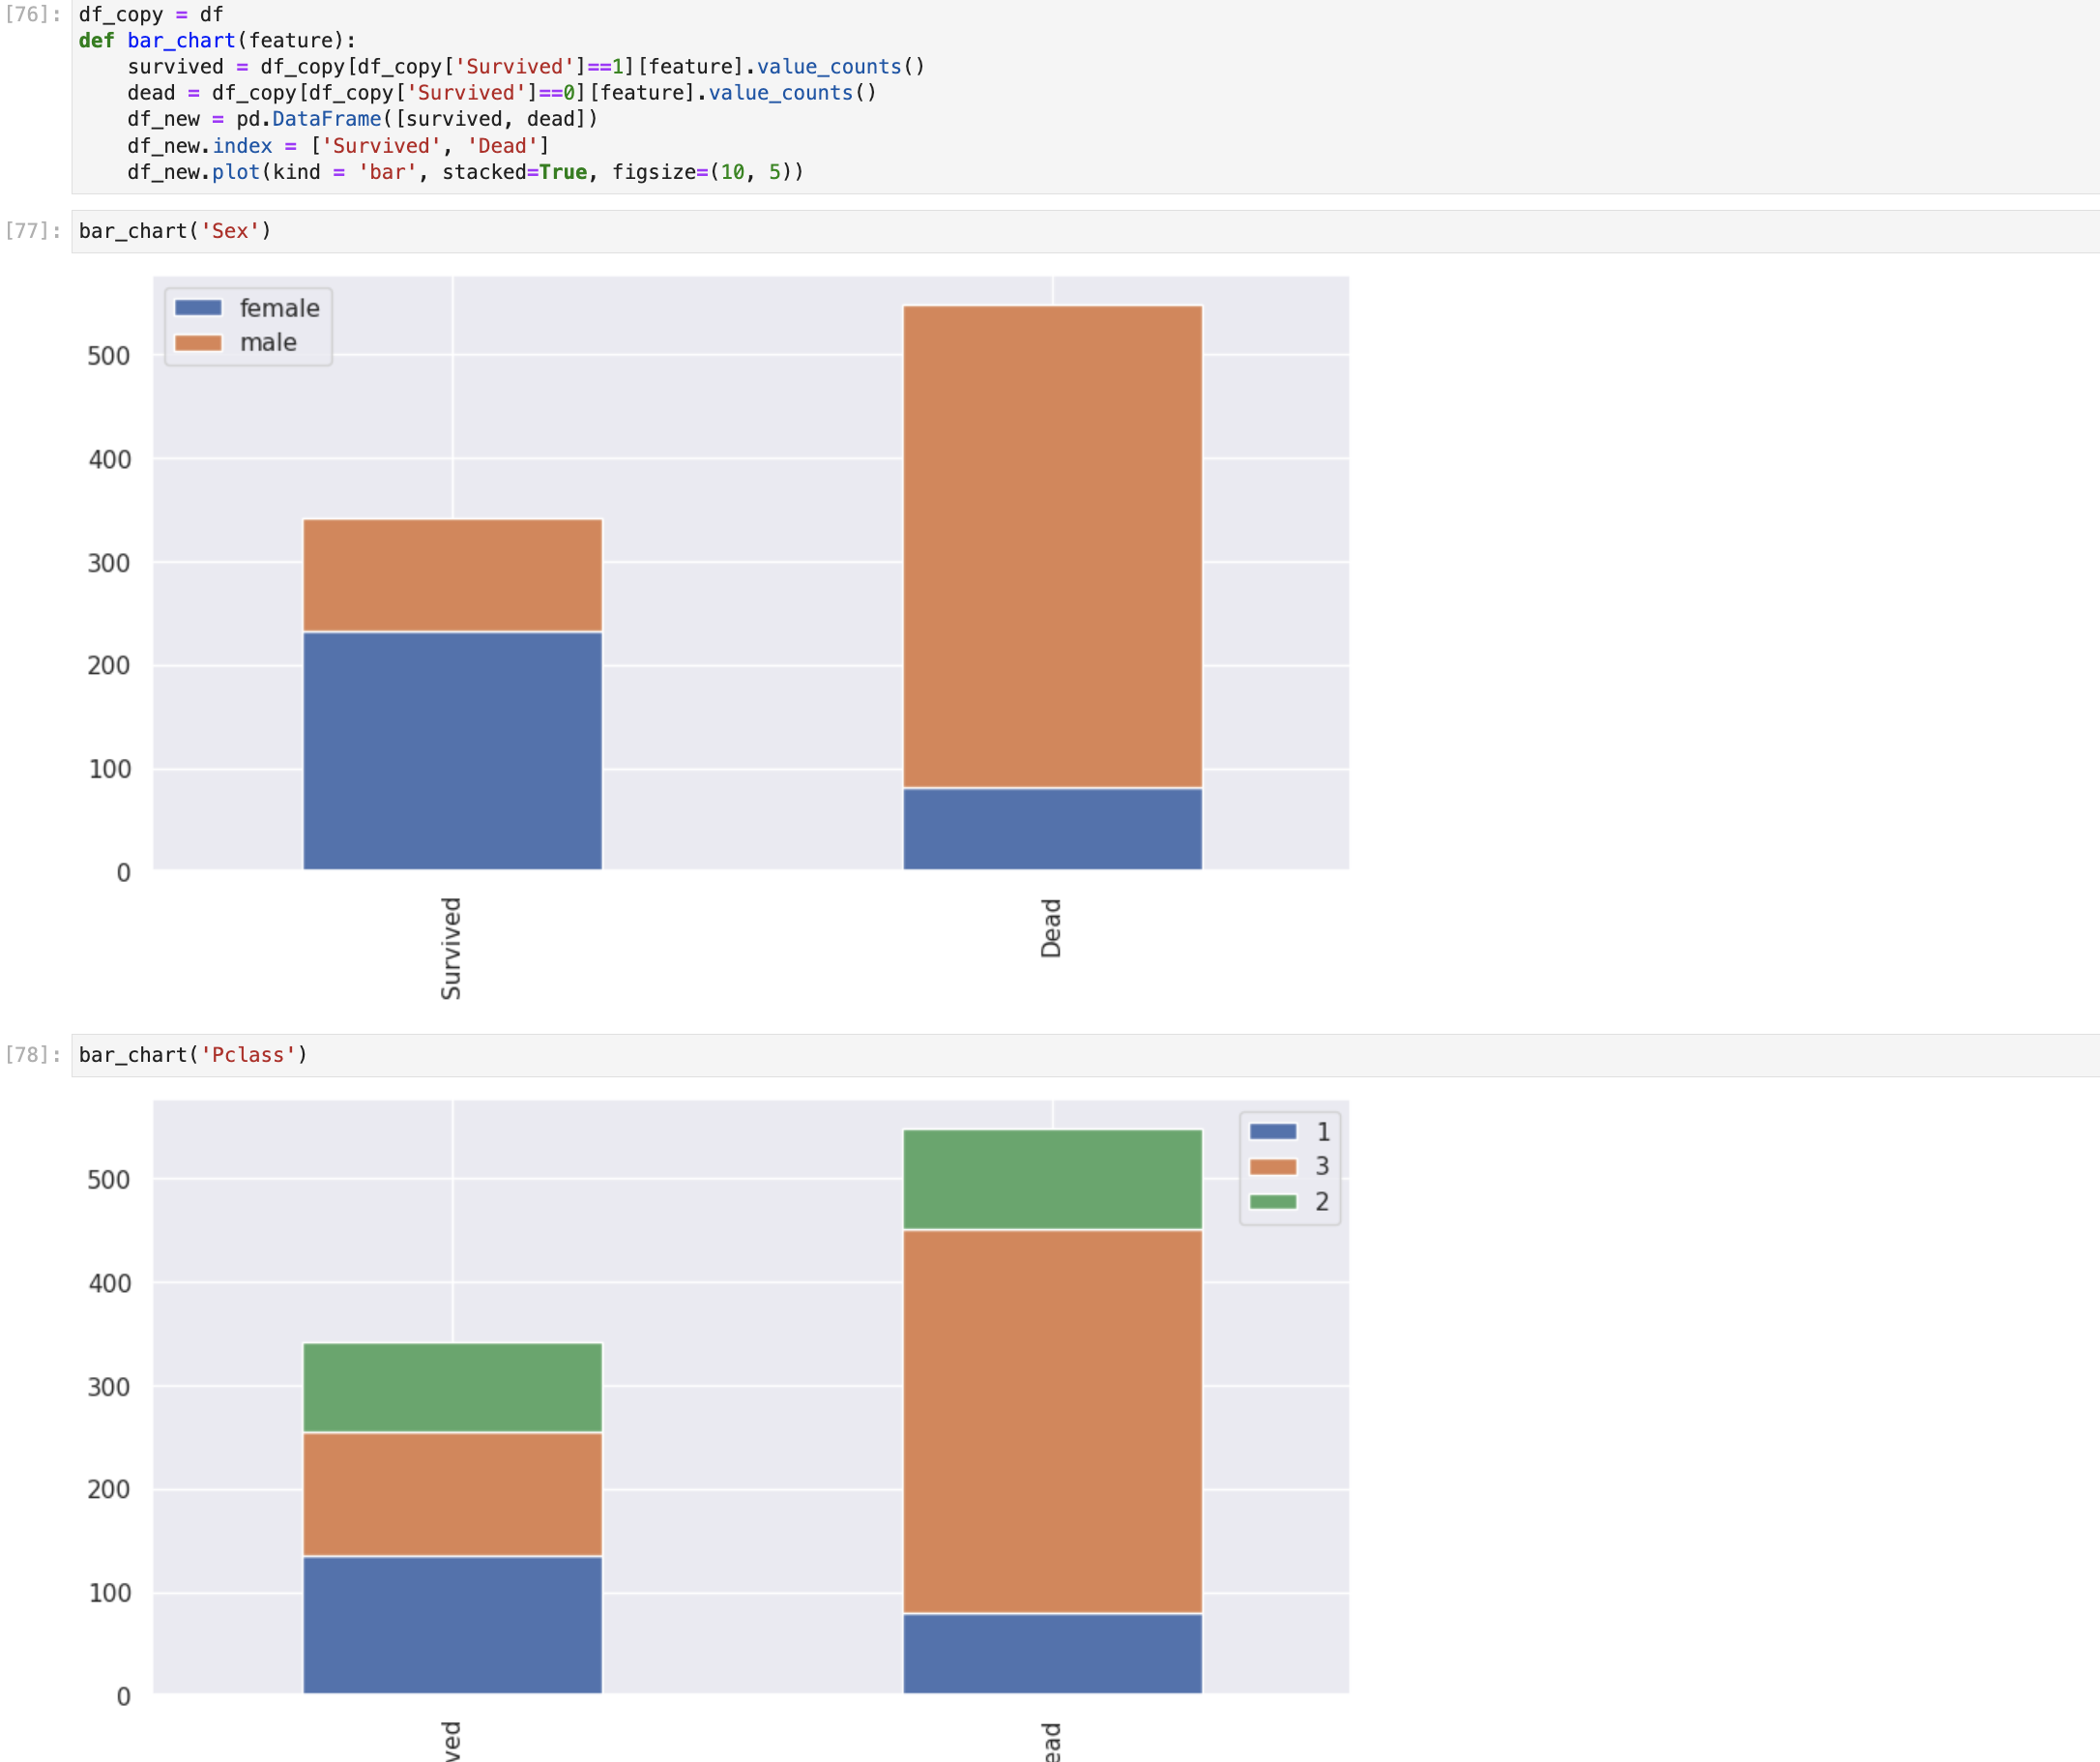 [76]: df_copy = df
def bar_chart(feature):
    survived = df_copy[df_copy['Survived']==1][feature].value_counts()
    dead = df_copy[df_copy['Survived']==0][feature].value_counts()
    df_new = pd.DataFrame([survived, dead])
    df_new.index = ['Survived', 'Dead']
    df_new.plot(kind = 'bar', stacked=True, figsize=(10, 5))
[77]: bar_chart('Sex')
female
male
500
400
300
200
100
0
Survived
Dead
[78]: bar_chart('Pclass')
1
3
2
500
400
300
200
100
0
ved
ead